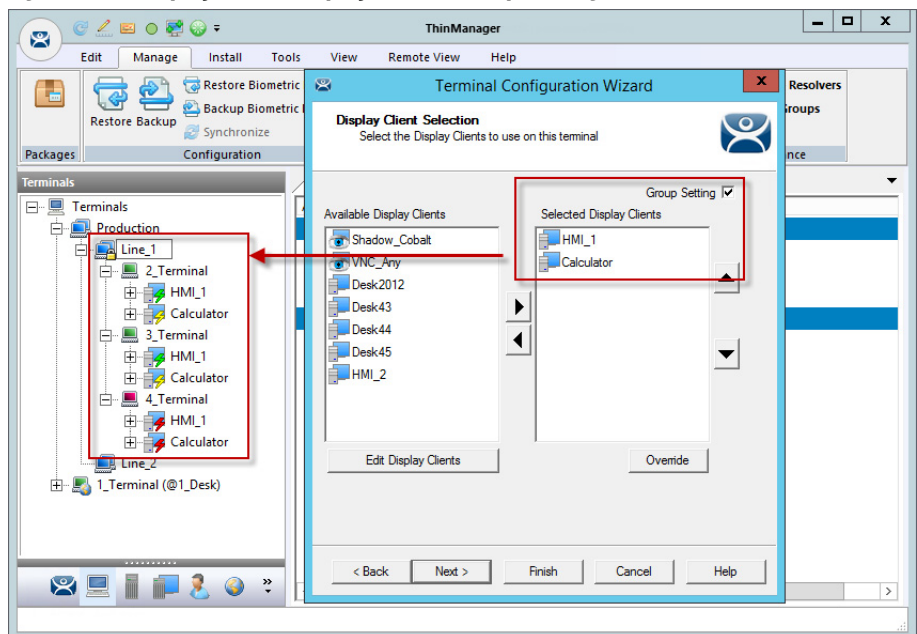 ThinManager
Edit Manage Install Tools View Remote View Help
Packages
Restore Backup
Restore Biometric
Backup Biometric
Synchronize
Configuration
Resolvers
Groups
nce
Terminals
Terminals
Production
Line_1
2_Terminal
HMI_1
Calculator
3_Terminal
HMI_1
Calculator
4_Terminal
HMI_1
Calculator
Line_2
1_Terminal (@1_Desk)
Terminal Configuration Wizard
X
Display Client Selection
Select the Display Clients to use on this terminal
Group Setting
Available Display Clients
Shadow_Cobalt
VNC_Any
Desk2012
Desk43
Desk44
Desk45
HMI_2
Selected Display Clients
HMI_1
Calculator
Edit Display Clients
Override
< Back
Next >
Finish
Cancel
Help